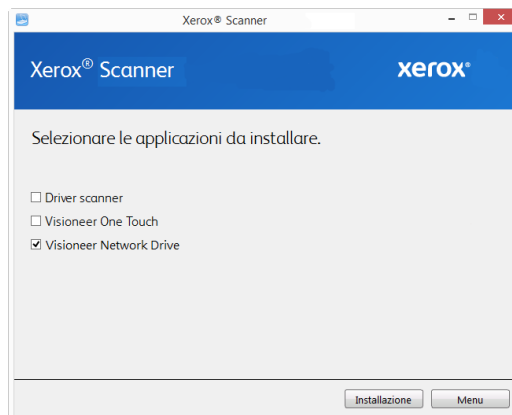 Xerox® Scanner
Xerox® Scanner
xerox®
Selezionare le applicazioni da installare.
Driver scanner
Visioneer One Touch
Visioneer Network Drive
Installazione
Menu